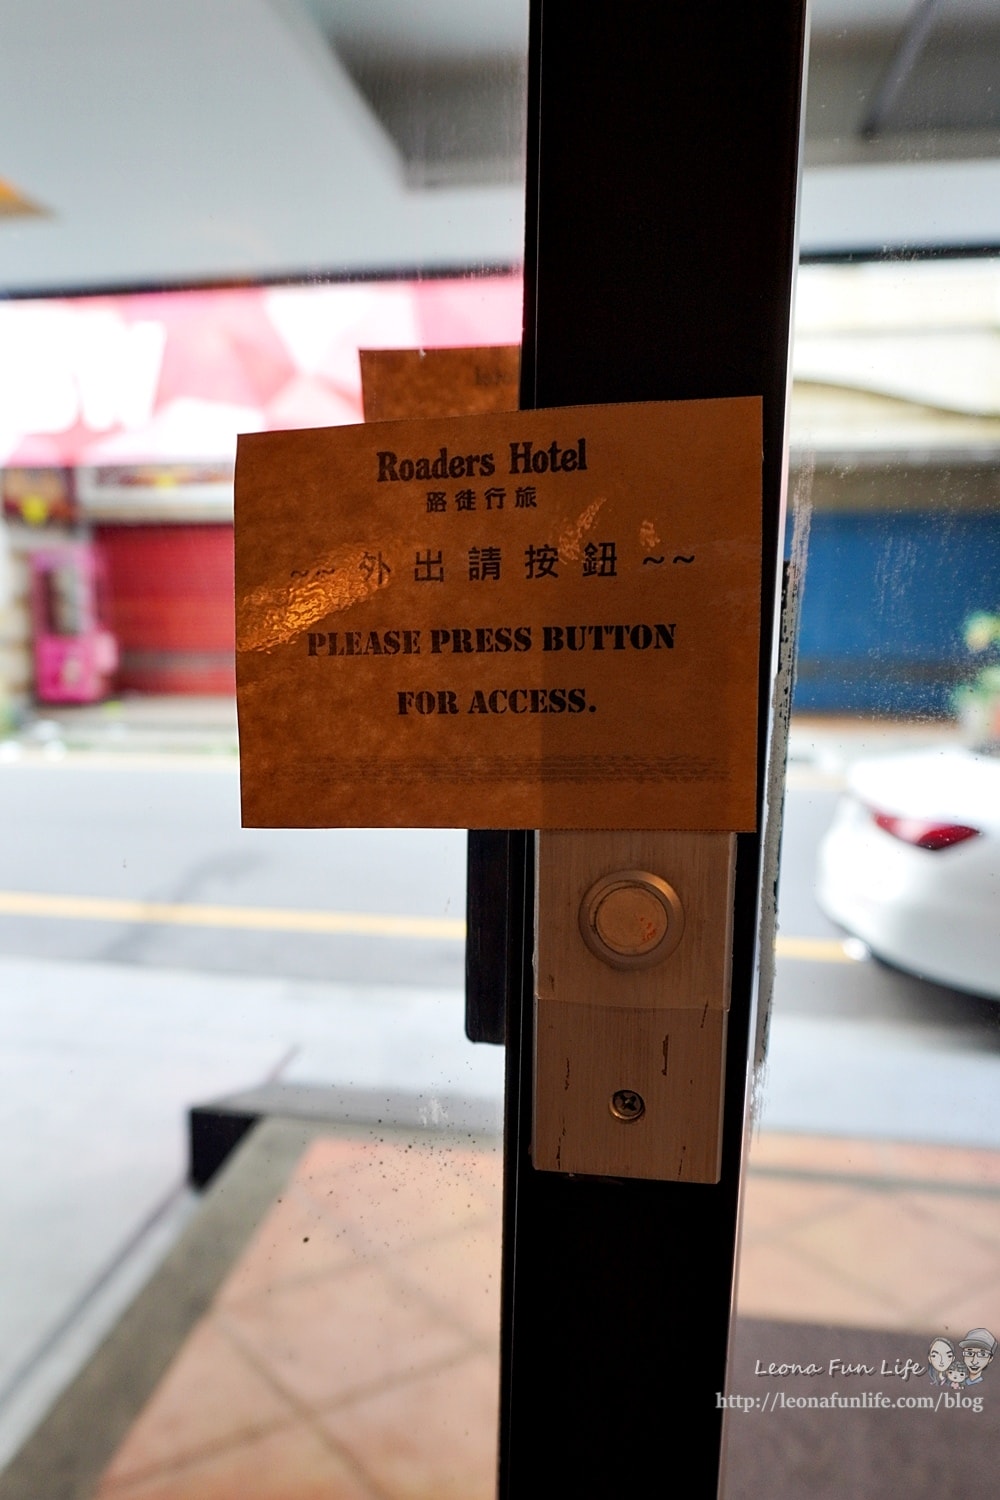 Roaders Hotel
路徒行旅
~~ 外出請按鈕 ~~
PLEASE PRESS BUTTON
FOR ACCESS.
Leona Fun Life
http://leonafunlife.com/blog